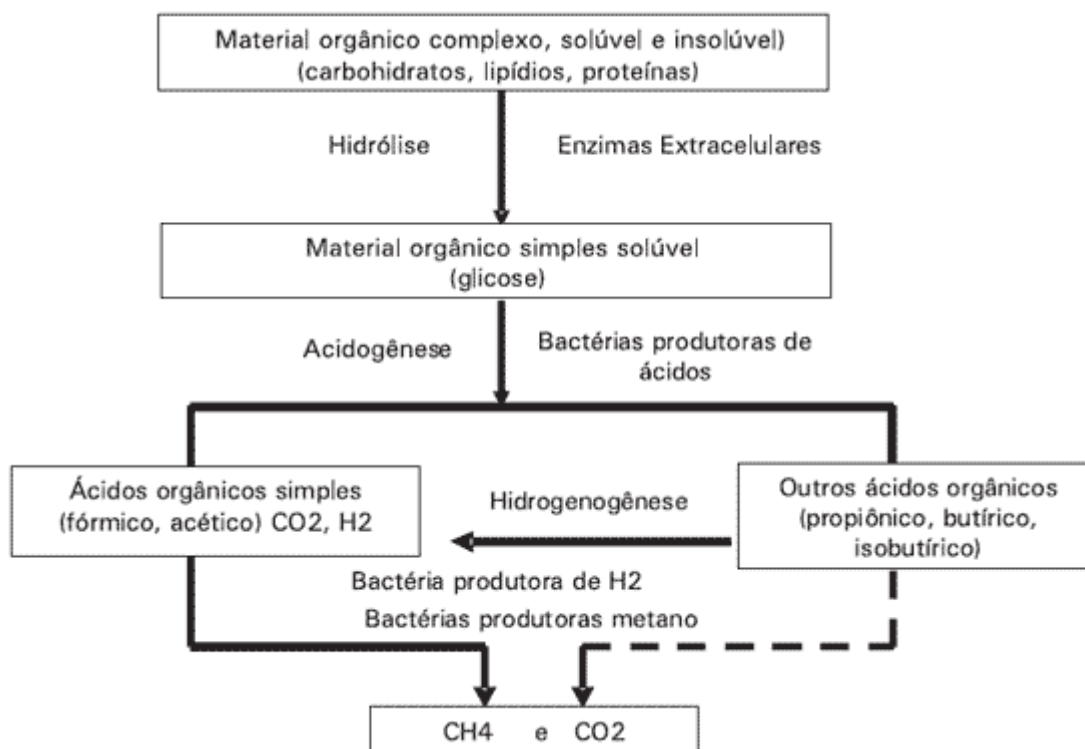 Material orgânico complexo, solúvel e insolúvel)
(carbohidratos, lipídios, proteínas)
Hidrólise
Enzimas Extracelulares
Material orgânico simples solúvel
(glicose)
Acidogênese
Bactérias produtoras de
ácidos
Ácidos orgânicos simples
(fórmico, acético) CO2, H2
Hidrogenogênese
Outros ácidos orgânicos
(propiônico, butírico,
isobutírico)
Bactéria produtora de H2
Bactérias produtoras metano
CH4 e CO2